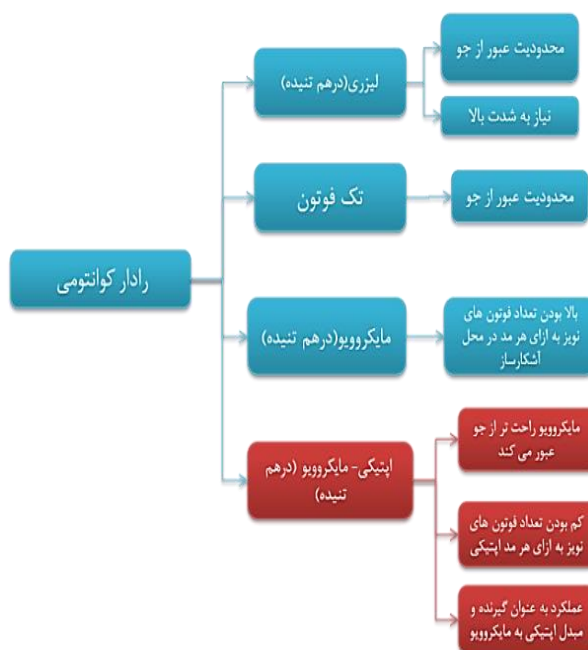 رادار کوانتومی
لیزری(درهم تنیده)
محدودیت عبور از جو
نیاز به شدت بالا
تک فوتون
محدودیت عبور از جو
مایکروویو(درهم تنیده)
بالا بودن تعداد فوتون های
نویز به ازای هر مد در محل
آشکارساز
اپتیکی- مایکروویو (درهم
تنیده)
مایکروویو راحت تر از جو
عبور می کند
کم بودن تعداد فوتون های
نویز به ازای هر مد اپتیکی
عملکرد به عنوان گیرنده و
مبدل اپتیکی به مایکروویو